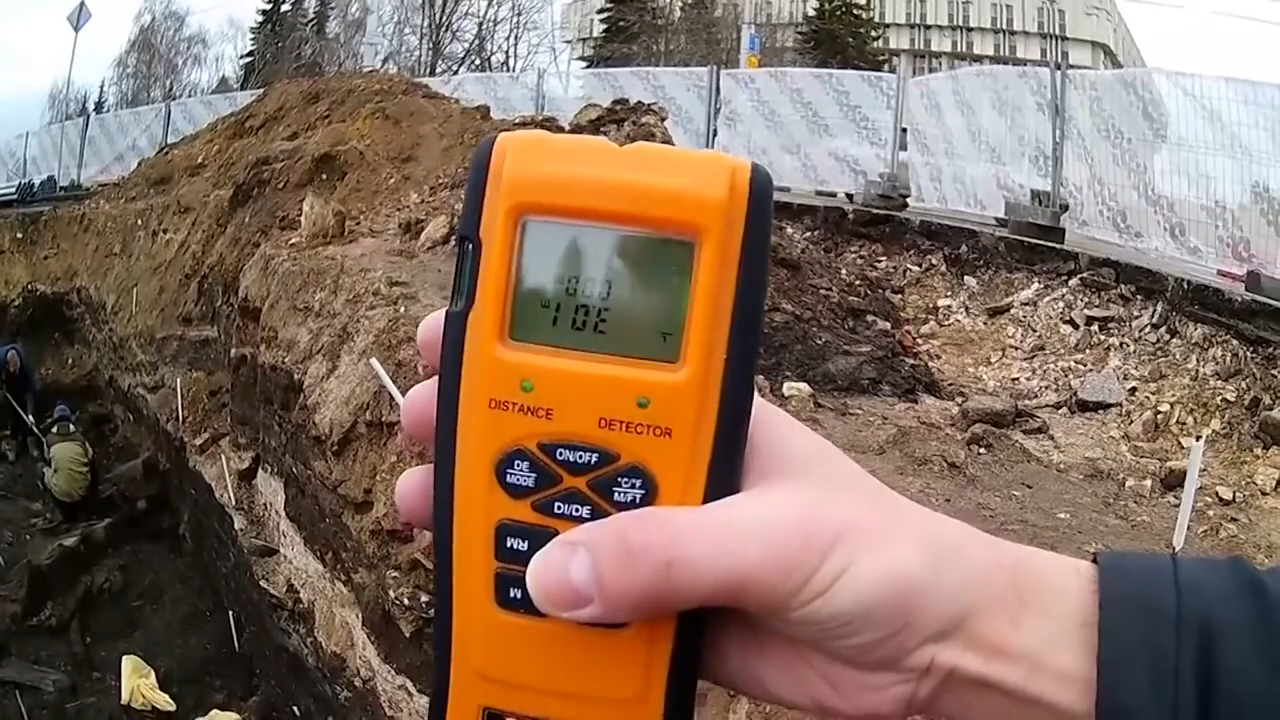 DISTANCE
DETECTOR
ON/OFF
DE
MODE
°C/°F
M/FT
DI/DE
RM
M